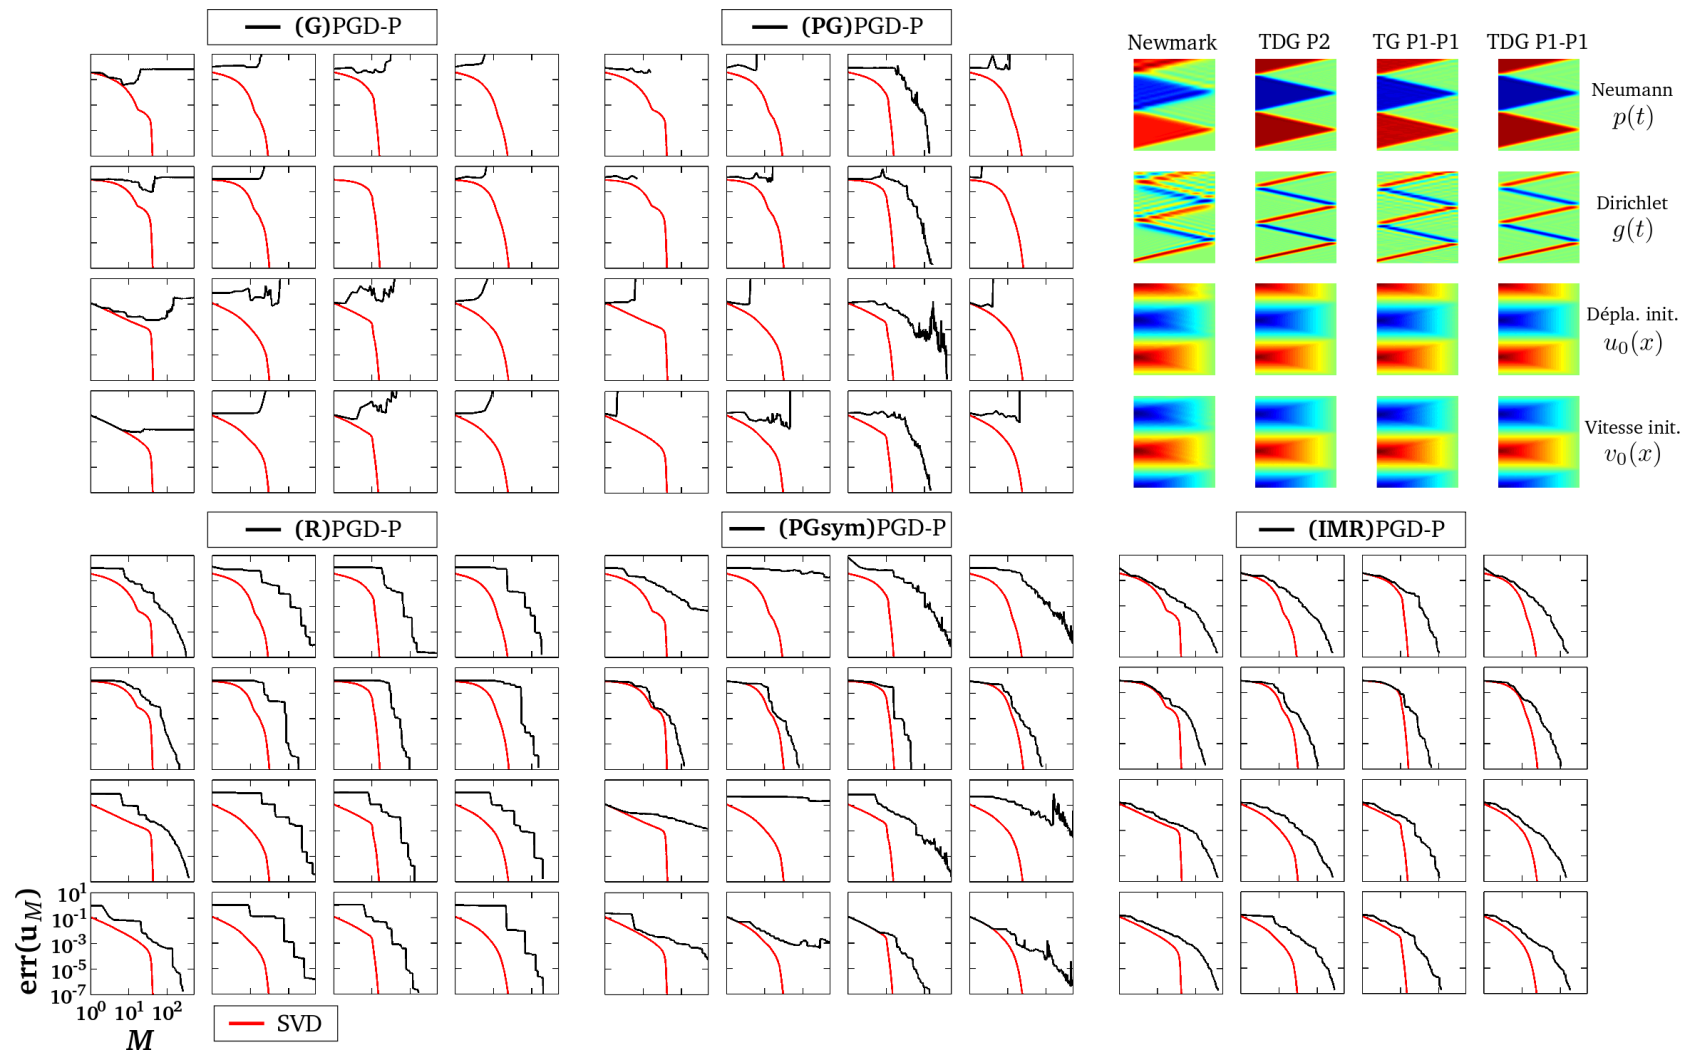 (G)PGD-P
(PG)PGD-P
Newmark TDG P2 TG P1-P1 TDG P1-P1
Neumann
p(t)
Dirichlet
g(t)
Dépla. init.
u₀(x)
Vitesse init.
v₀(x)
(R)PGD-P
(PGsym)PGD-P
(IMR)PGD-P
err(u_M)
10¹
10⁻¹
10⁻³
10⁻⁵
10⁻⁷
10⁰ 10¹ 10²
M
SVD